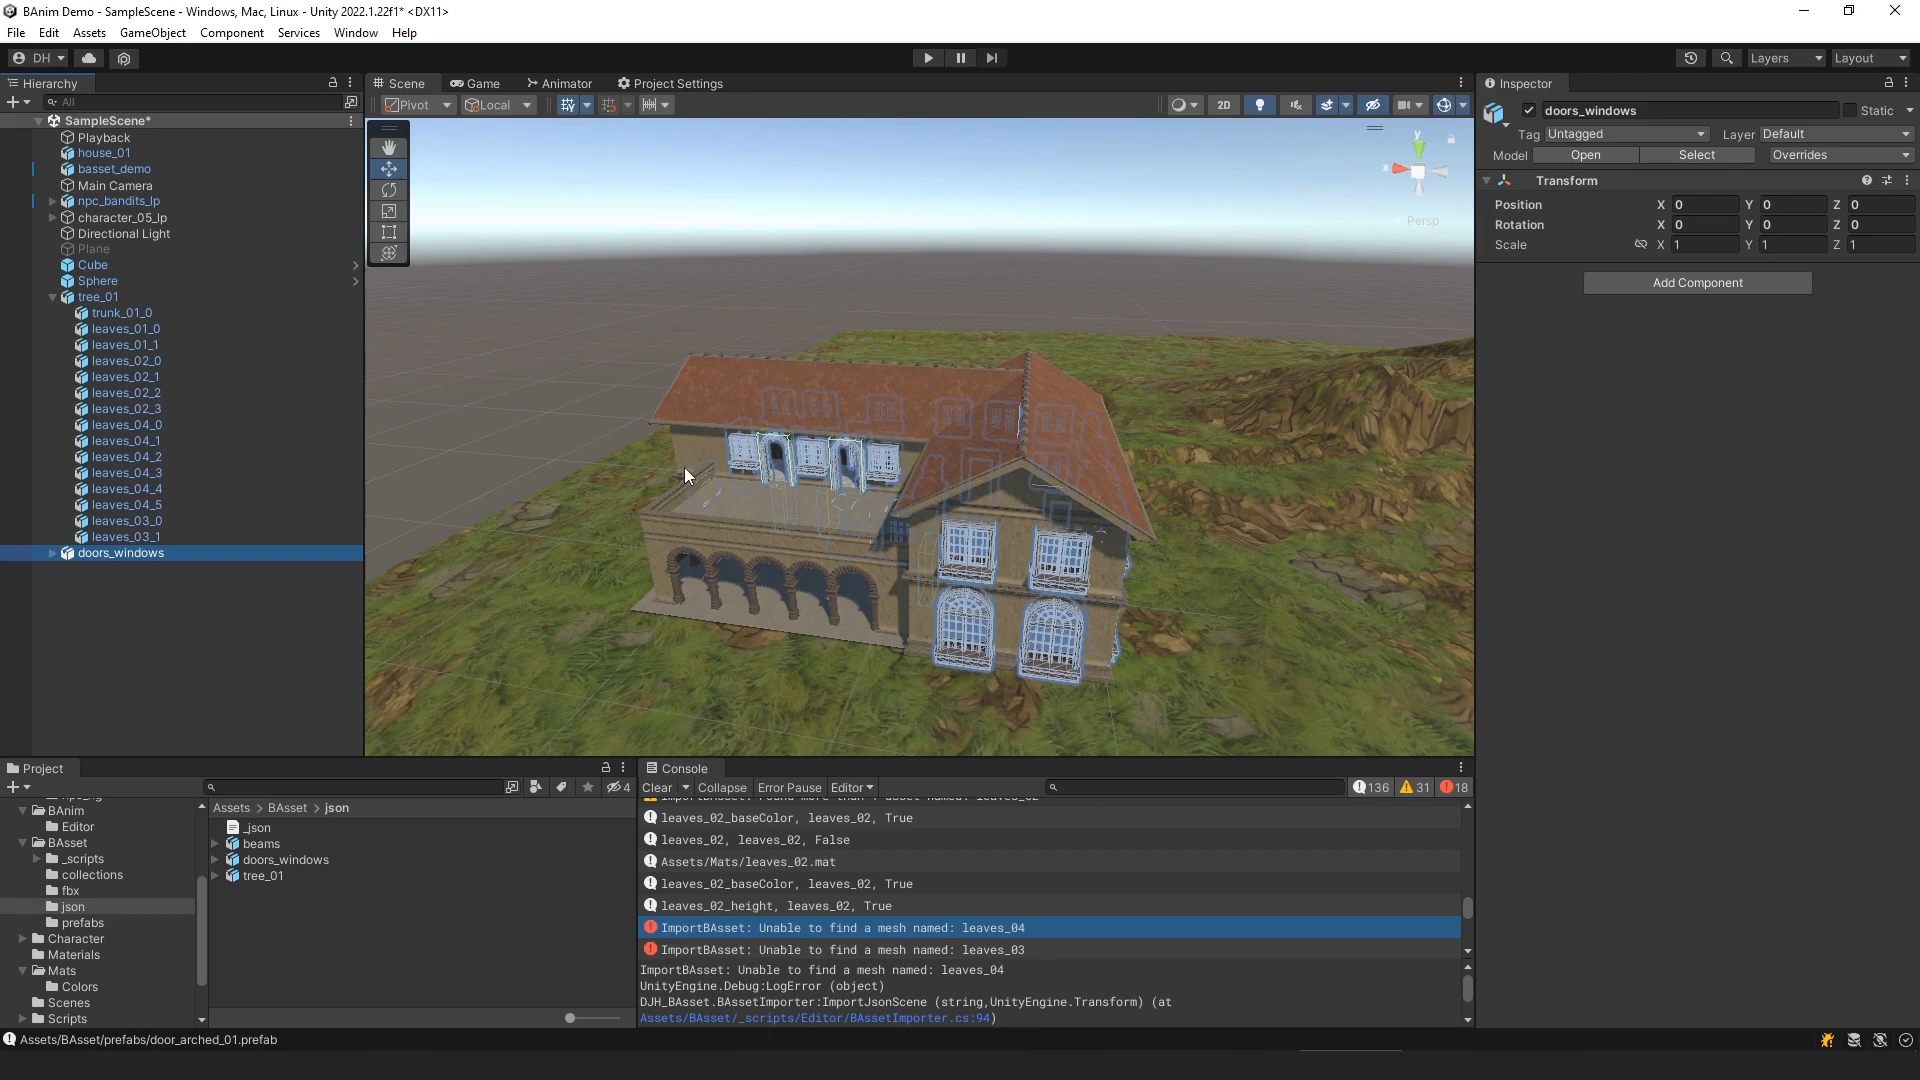 BAnim Demo - SampleScene - Windows, Mac, Linux - Unity 2022.1.22f1* <DX11>
File Edit Assets GameObject Component Services Window Help
DH
Layers
Layout
Hierarchy
All
SampleScene*
Playback
house_01
basset_demo
Main Camera
npc_bandits_lp
character_05_lp
Directional Light
Plane
Cube
Sphere
tree_01
trunk_01_0
leaves_01_0
leaves_01_1
leaves_02_0
leaves_02_1
leaves_02_2
leaves_02_3
leaves_04_0
leaves_04_1
leaves_04_2
leaves_04_3
leaves_04_4
leaves_04_5
leaves_03_0
leaves_03_1
doors_windows
Scene Game Animator Project Settings
Pivot Local 2D
y
x
Persp
Inspector
doors_windows Static
Tag Untagged Layer Default
Model Open Select Overrides
Transform
Position X 0 Y 0 Z 0
Rotation X 0 Y 0 Z 0
Scale X 1 Y 1 Z 1
Add Component
Project
4
BAnim
Editor
BAsset
_scripts
collections
fbx
json
prefabs
Character
Materials
Mats
Colors
Scenes
Scripts
Assets > BAsset > json
_json
beams
doors_windows
tree_01
Console
Clear Collapse Error Pause Editor 136 31 18
leaves_02_baseColor, leaves_02, True
leaves_02, leaves_02, False
Assets/Mats/leaves_02.mat
leaves_02_baseColor, leaves_02, True
leaves_02_height, leaves_02, True
ImportBAsset: Unable to find a mesh named: leaves_04
ImportBAsset: Unable to find a mesh named: leaves_03
ImportBAsset: Unable to find a mesh named: leaves_04
UnityEngine.Debug:LogError (object)
DJH_BAsset.BAssetImporter:ImportJsonScene (string,UnityEngine.Transform) (at
Assets/BAsset/_scripts/Editor/BAssetImporter.cs:94)
Assets/BAsset/prefabs/door_arched_01.prefab